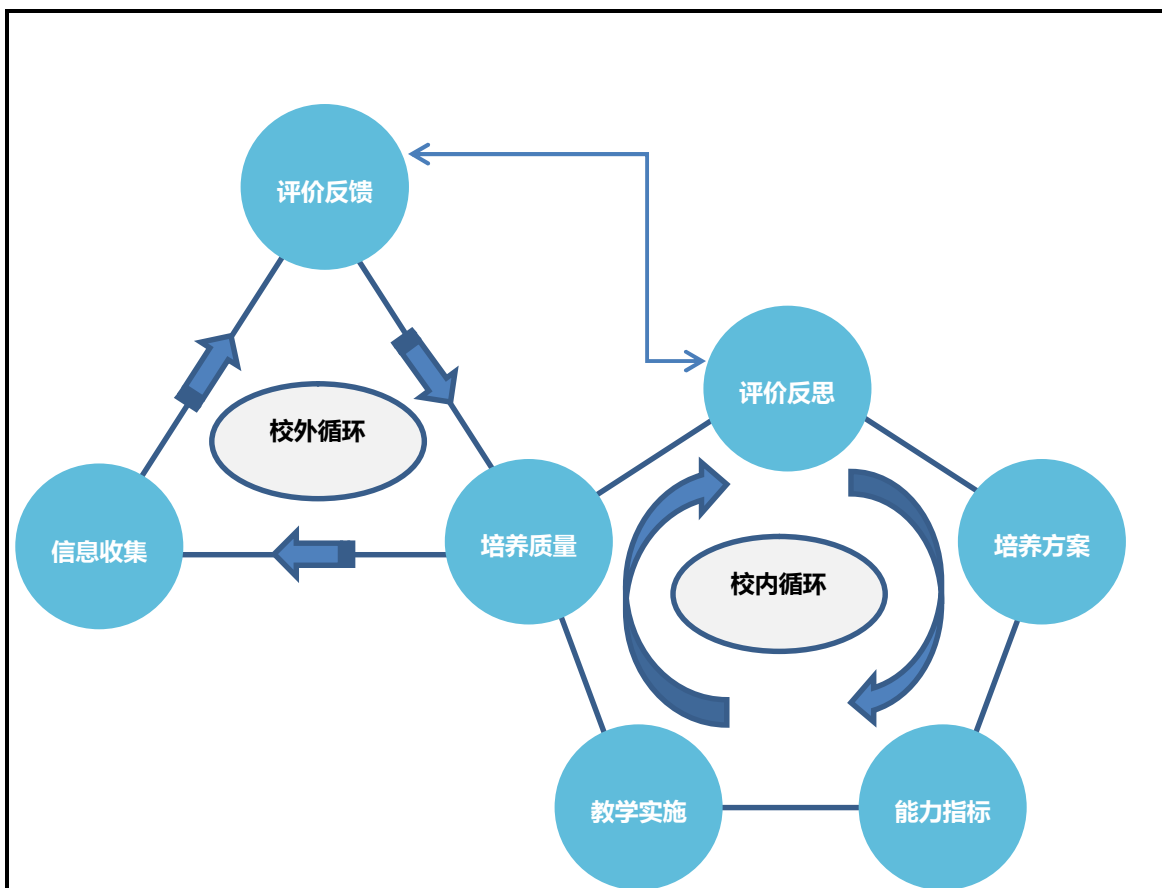 评价反馈
评价反思
校外循环
培养质量
信息收集
培养方案
校内循环
教学实施
能力指标